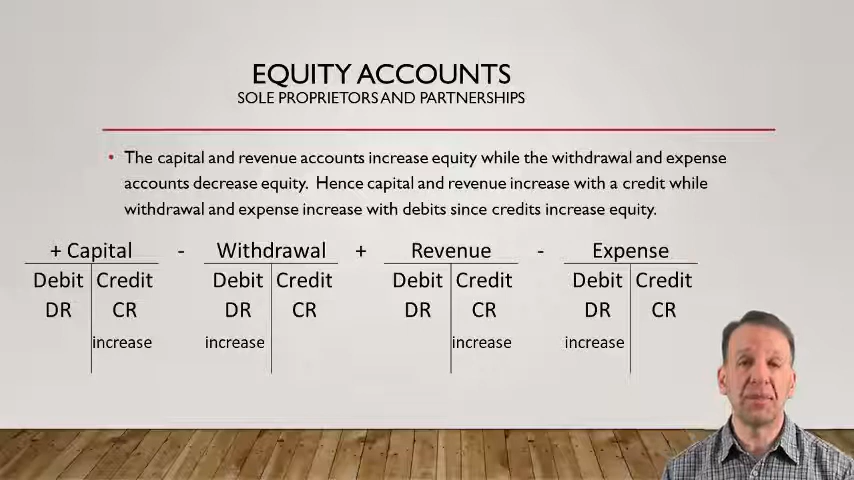 EQUITY ACCOUNTS
SOLE PROPRIETORS AND PARTNERSHIPS
• The capital and revenue accounts increase equity while the withdrawal and expense
accounts decrease equity. Hence capital and revenue increase with a credit while
withdrawal and expense increase with debits since credits increase equity.
+ Capital - Withdrawal + Revenue - Expense
Debit Credit Debit Credit Debit Credit Debit Credit
DR CR DR CR DR CR DR CR
increase increase increase increase